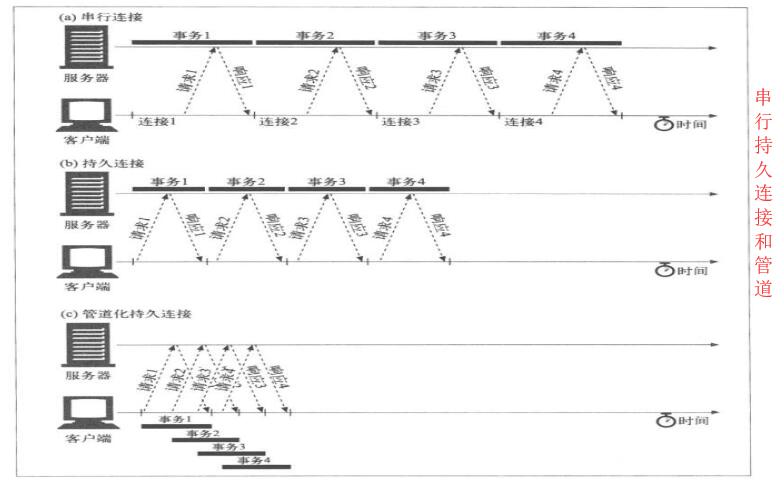 (a) 串行连接
事务1 事务2 事务3 事务4
请求1 响应1 请求2 响应2 请求3 响应3 请求4 响应4
服务器
连接1 连接2 连接3 连接4
时间
客户端
(b) 持久连接
事务1 事务2 事务3 事务4
请求1 响应1 请求2 响应2 请求3 响应3 请求4 响应4
服务器
时间
客户端
(c) 管道化持久连接
请求1 请求2 请求3 请求4 响应3 响应4
服务器
时间
客户端
事务1
事务2
事务3
事务4
串行持久连接和管道